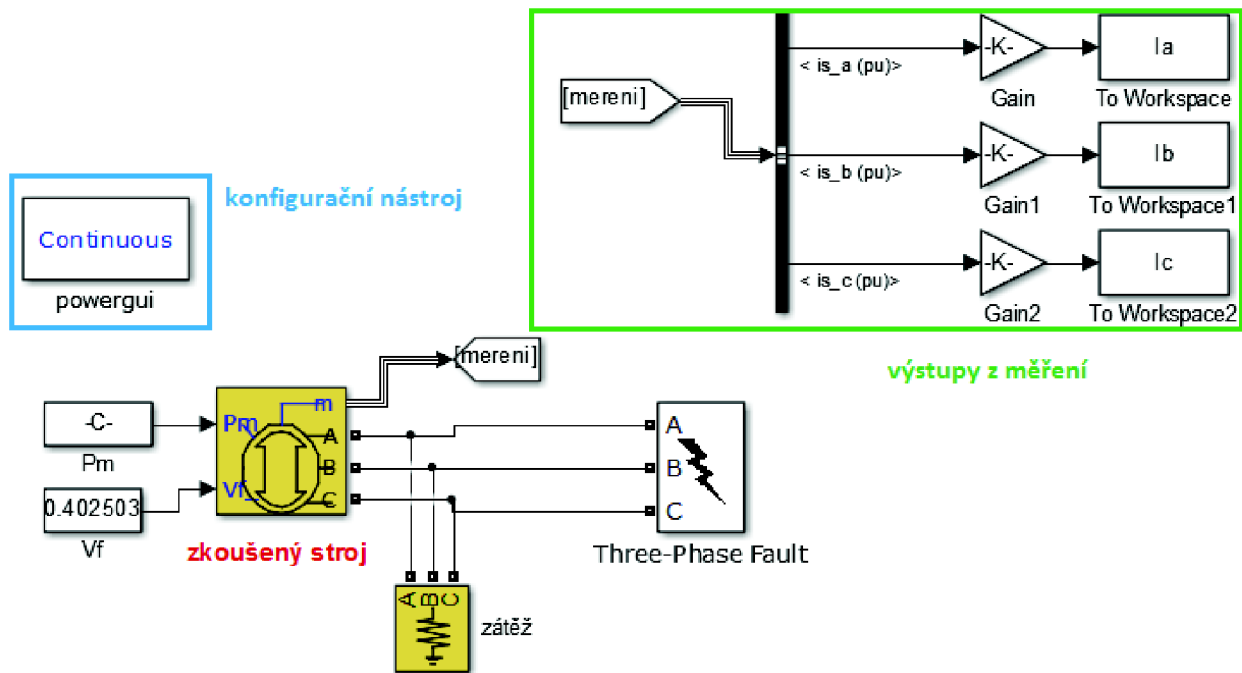 [mereni]
< is_a (pu)>
-K-
Gain
Ia
To Workspace
< is_b (pu)>
-K-
Gain1
Ib
To Workspace1
< is_c (pu)>
-K-
Gain2
Ic
To Workspace2
výstupy z měření
konfigurační nástroj
Continuous
powergui
[mereni]
-C-
Pm
0.402503
Vf
Pm
Vf_
m
A
B
C
zkoušený stroj
A
B
C
Three-Phase Fault
A
B
C
zátěž